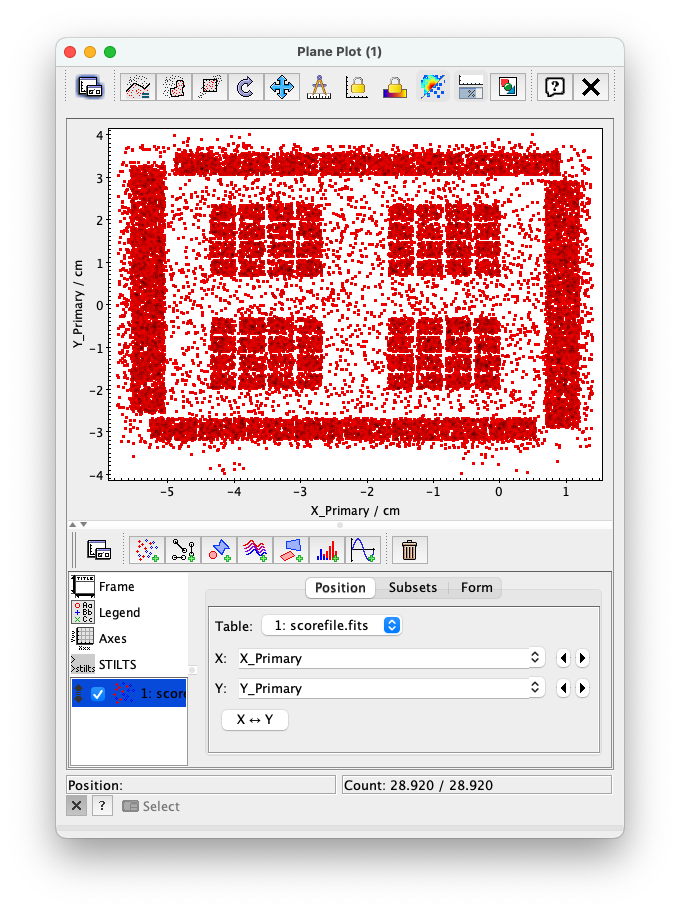 Plane Plot (1)
%
?
4
3
2
1
0
-1
-2
-3
-4
Y_Primary / cm
-5 -4 -3 -2 -1 0 1
X_Primary / cm
TITLE Frame
Aa Bb Cc Legend
Xxx Axes
>stilts STILTS
1: scor
Position Subsets Form
Table: 1: scorefile.fits
X: X_Primary
Y: Y_Primary
X ↔ Y
Position: Count: 28.920 / 28.920
? Select